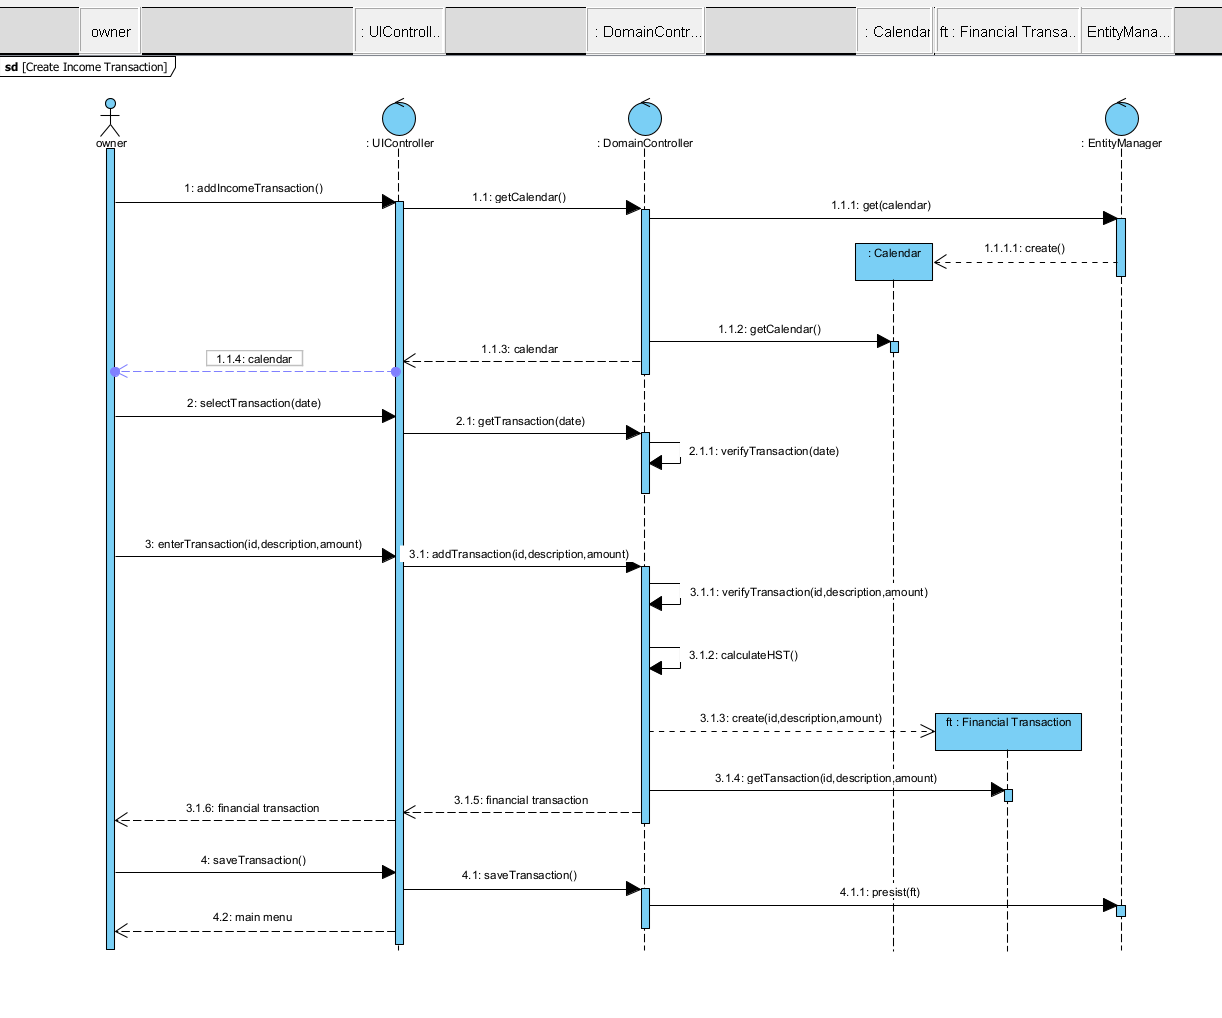 owner
: UIControll..
: DomainContr...
: Calendar
ft : Financial Transa..
EntityMana...
sd [Create Income Transaction]
owner
: UIController
: DomainController
: EntityManager
1: addIncomeTransaction()
1.1: getCalendar()
1.1.1: get(calendar)
: Calendar
1.1.1.1: create()
1.1.2: getCalendar()
1.1.3: calendar
1.1.4: calendar
2: selectTransaction(date)
2.1: getTransaction(date)
2.1.1: verifyTransaction(date)
3: enterTransaction(id,description,amount)
3.1: addTransaction(id,description,amount)
3.1.1: verifyTransaction(id,description,amount)
3.1.2: calculateHST()
3.1.3: create(id,description,amount)
ft : Financial Transaction
3.1.4: getTansaction(id,description,amount)
3.1.5: financial transaction
3.1.6: financial transaction
4: saveTransaction()
4.1: saveTransaction()
4.1.1: presist(ft)
4.2: main menu